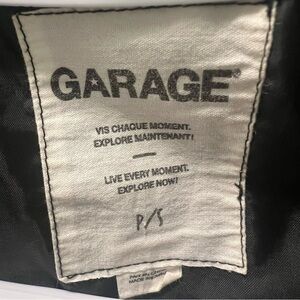 GARAGE
VIS CHAQUE MOMENT.
EXPLORE MAINTENANT!
—
LIVE EVERY MOMENT.
EXPLORE NOW!
P/S